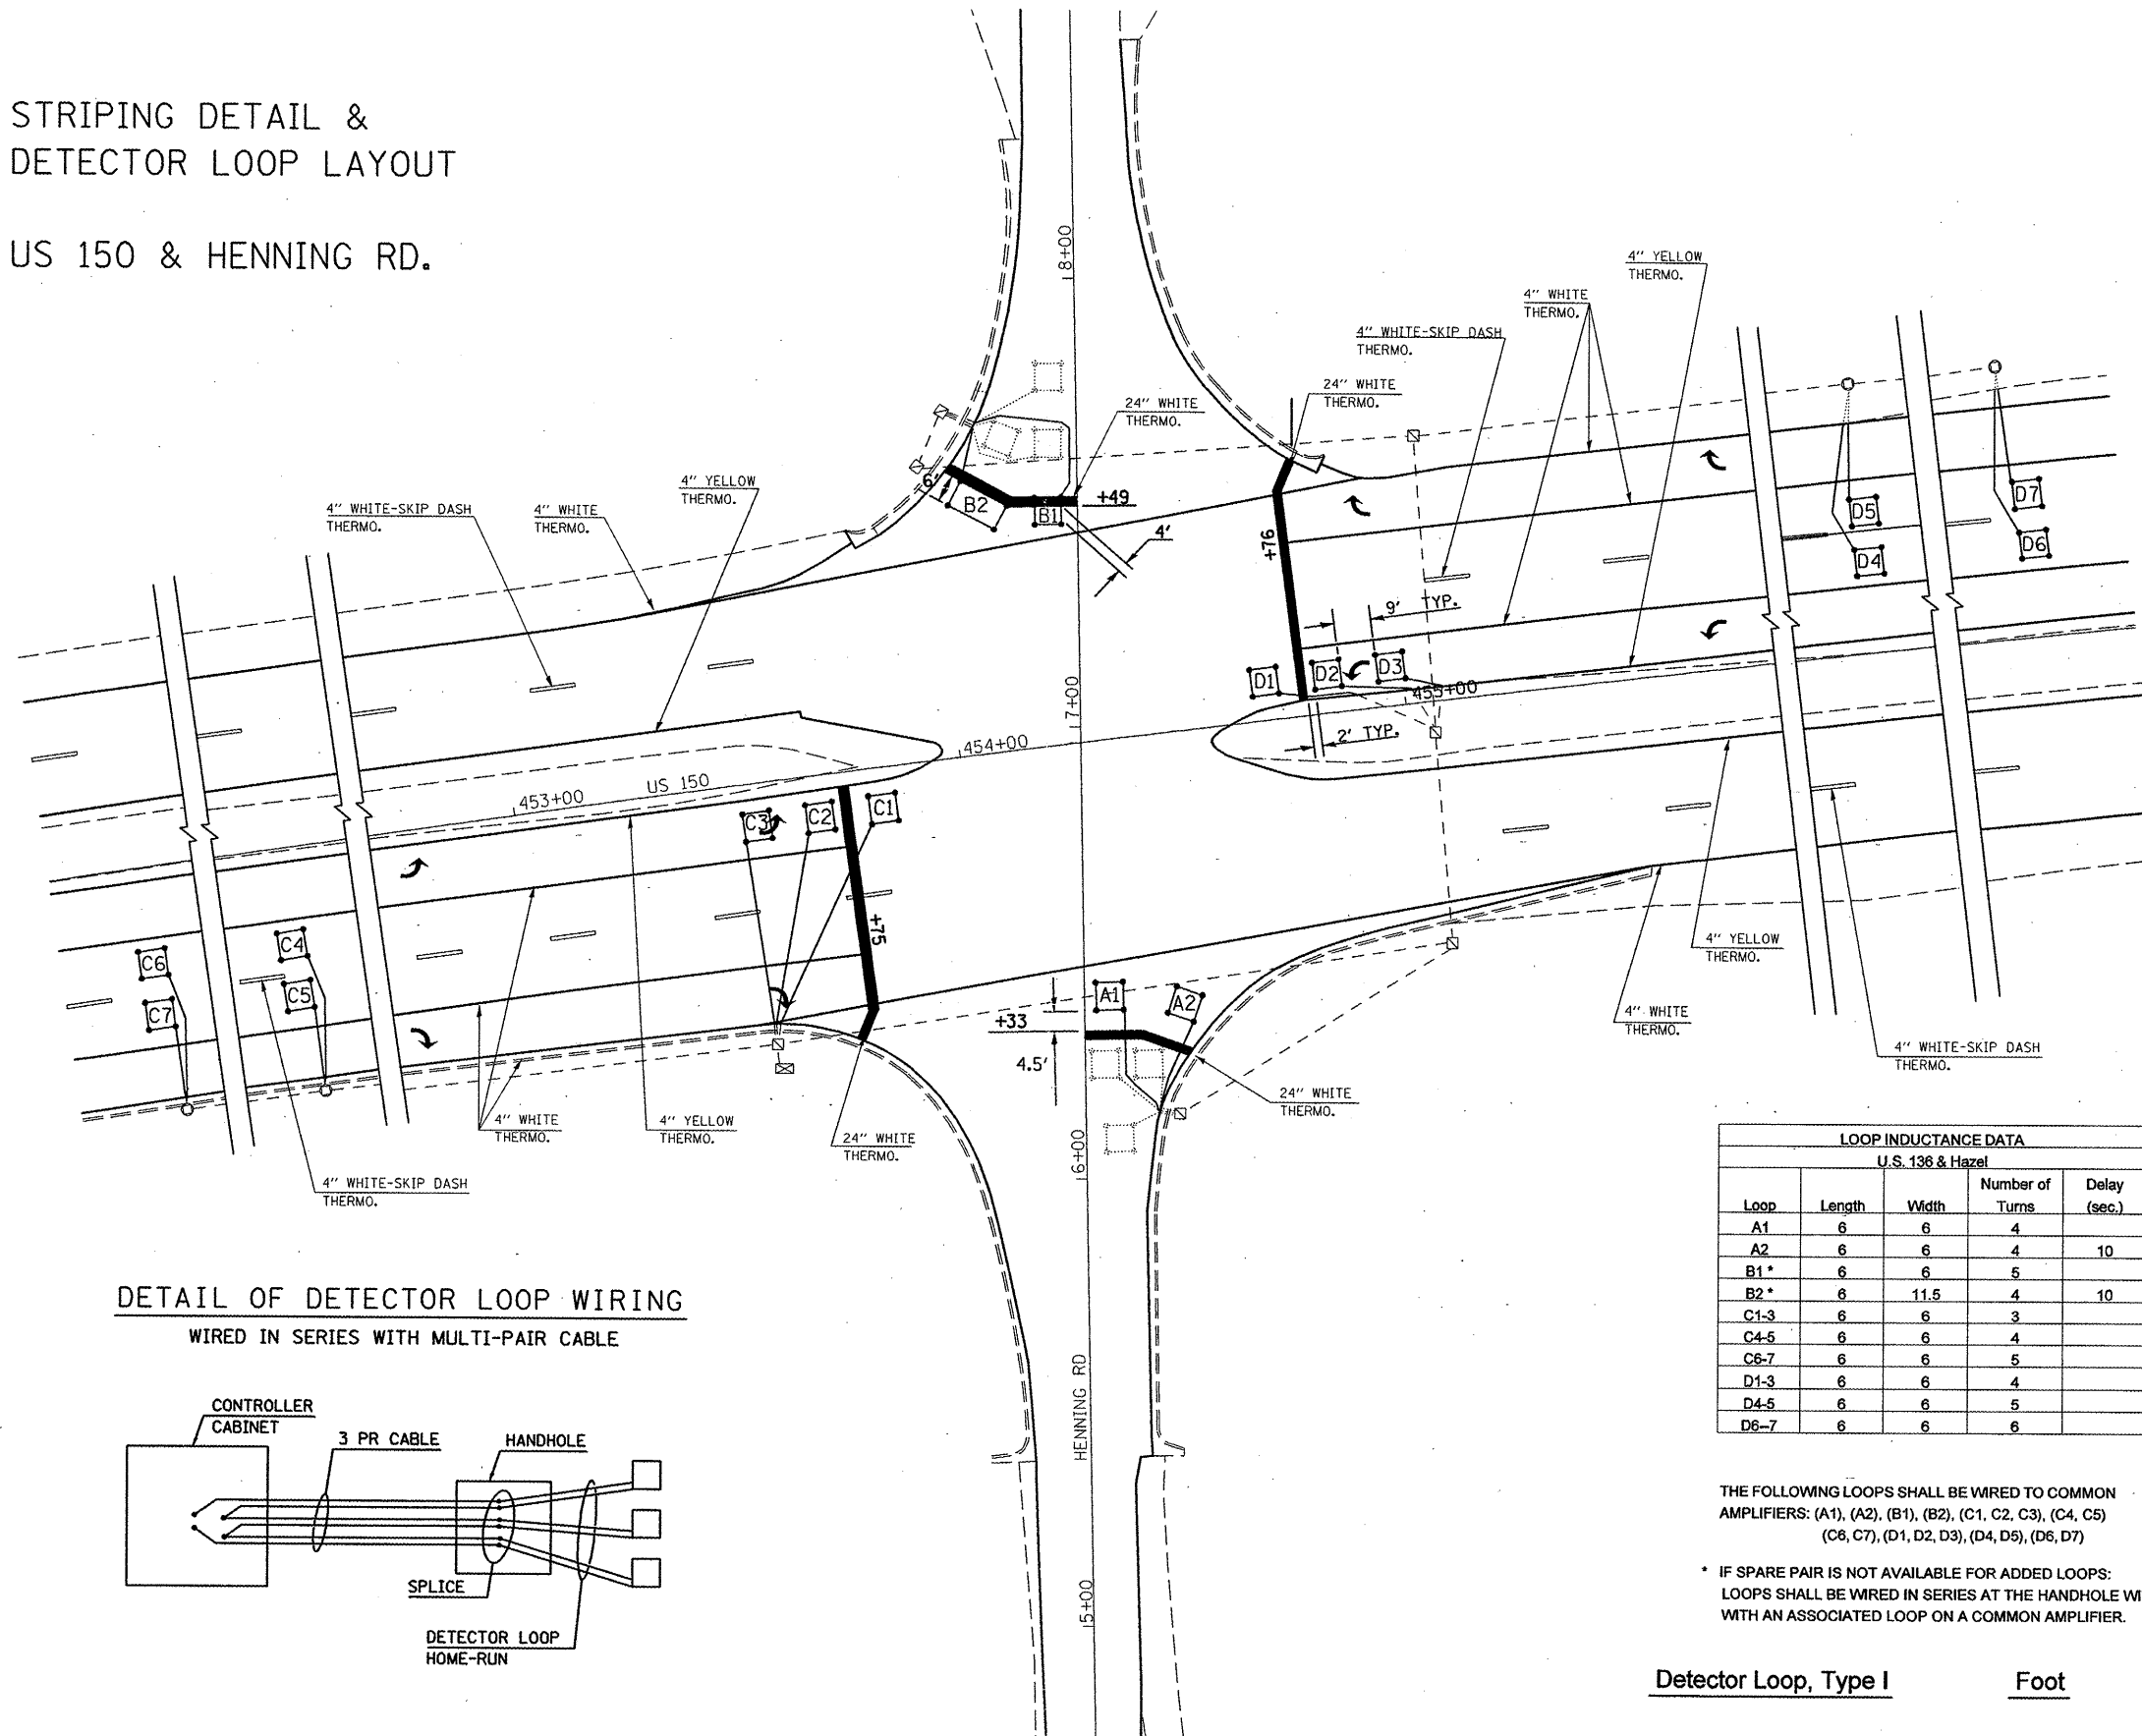 STRIPING DETAIL &
DETECTOR LOOP LAYOUT
US 150 & HENNING RD.
4" YELLOW
THERMO.
4" WHITE
THERMO.
4" WHITE-SKIP DASH
THERMO.
24" WHITE
THERMO.
24" WHITE
THERMO.
4" YELLOW
THERMO.
4" WHITE-SKIP DASH
THERMO.
4" WHITE
THERMO.
8+00
6'
B2
B1
+49
4'
+76
D5
D7
D4
D6
9' TYP.
D1
D2
D3
455+00
2' TYP.
7+00
454+00
US 150
453+00
C3
C2
C1
+75
C6
C4
C7
C5
A1
A2
+33
4.5'
4" YELLOW
THERMO.
4" WHITE
THERMO.
4" WHITE-SKIP DASH
THERMO.
24" WHITE
THERMO.
4" WHITE
THERMO.
4" YELLOW
THERMO.
24" WHITE
THERMO.
4" WHITE-SKIP DASH
THERMO.
6+00
HENNING RD
5+00
LOOP INDUCTANCE DATA
U.S. 136 & Hazel
Loop Length Width Number of Turns Delay (sec.)
A1 6 6 4
A2 6 6 4 10
B1 * 6 6 5
B2 * 6 11.5 4 10
C1-3 6 6 3
C4-5 6 6 4
C6-7 6 6 5
D1-3 6 6 4
D4-5 6 6 5
D6--7 6 6 6
THE FOLLOWING LOOPS SHALL BE WIRED TO COMMON
AMPLIFIERS: (A1), (A2), (B1), (B2), (C1, C2, C3), (C4, C5)
(C6, C7), (D1, D2, D3), (D4, D5), (D6, D7)
* IF SPARE PAIR IS NOT AVAILABLE FOR ADDED LOOPS:
LOOPS SHALL BE WIRED IN SERIES AT THE HANDHOLE WI
WITH AN ASSOCIATED LOOP ON A COMMON AMPLIFIER.
Detector Loop, Type I Foot
DETAIL OF DETECTOR LOOP WIRING
WIRED IN SERIES WITH MULTI-PAIR CABLE
CONTROLLER
CABINET
3 PR CABLE
HANDHOLE
SPLICE
DETECTOR LOOP
HOME-RUN